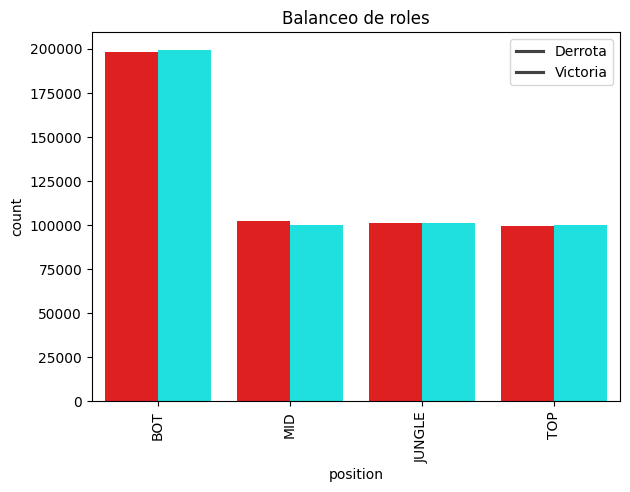 Balanceo de roles
Derrota
Victoria
200000
175000
150000
125000
100000
75000
50000
25000
0
count
BOT
MID
JUNGLE
TOP
position